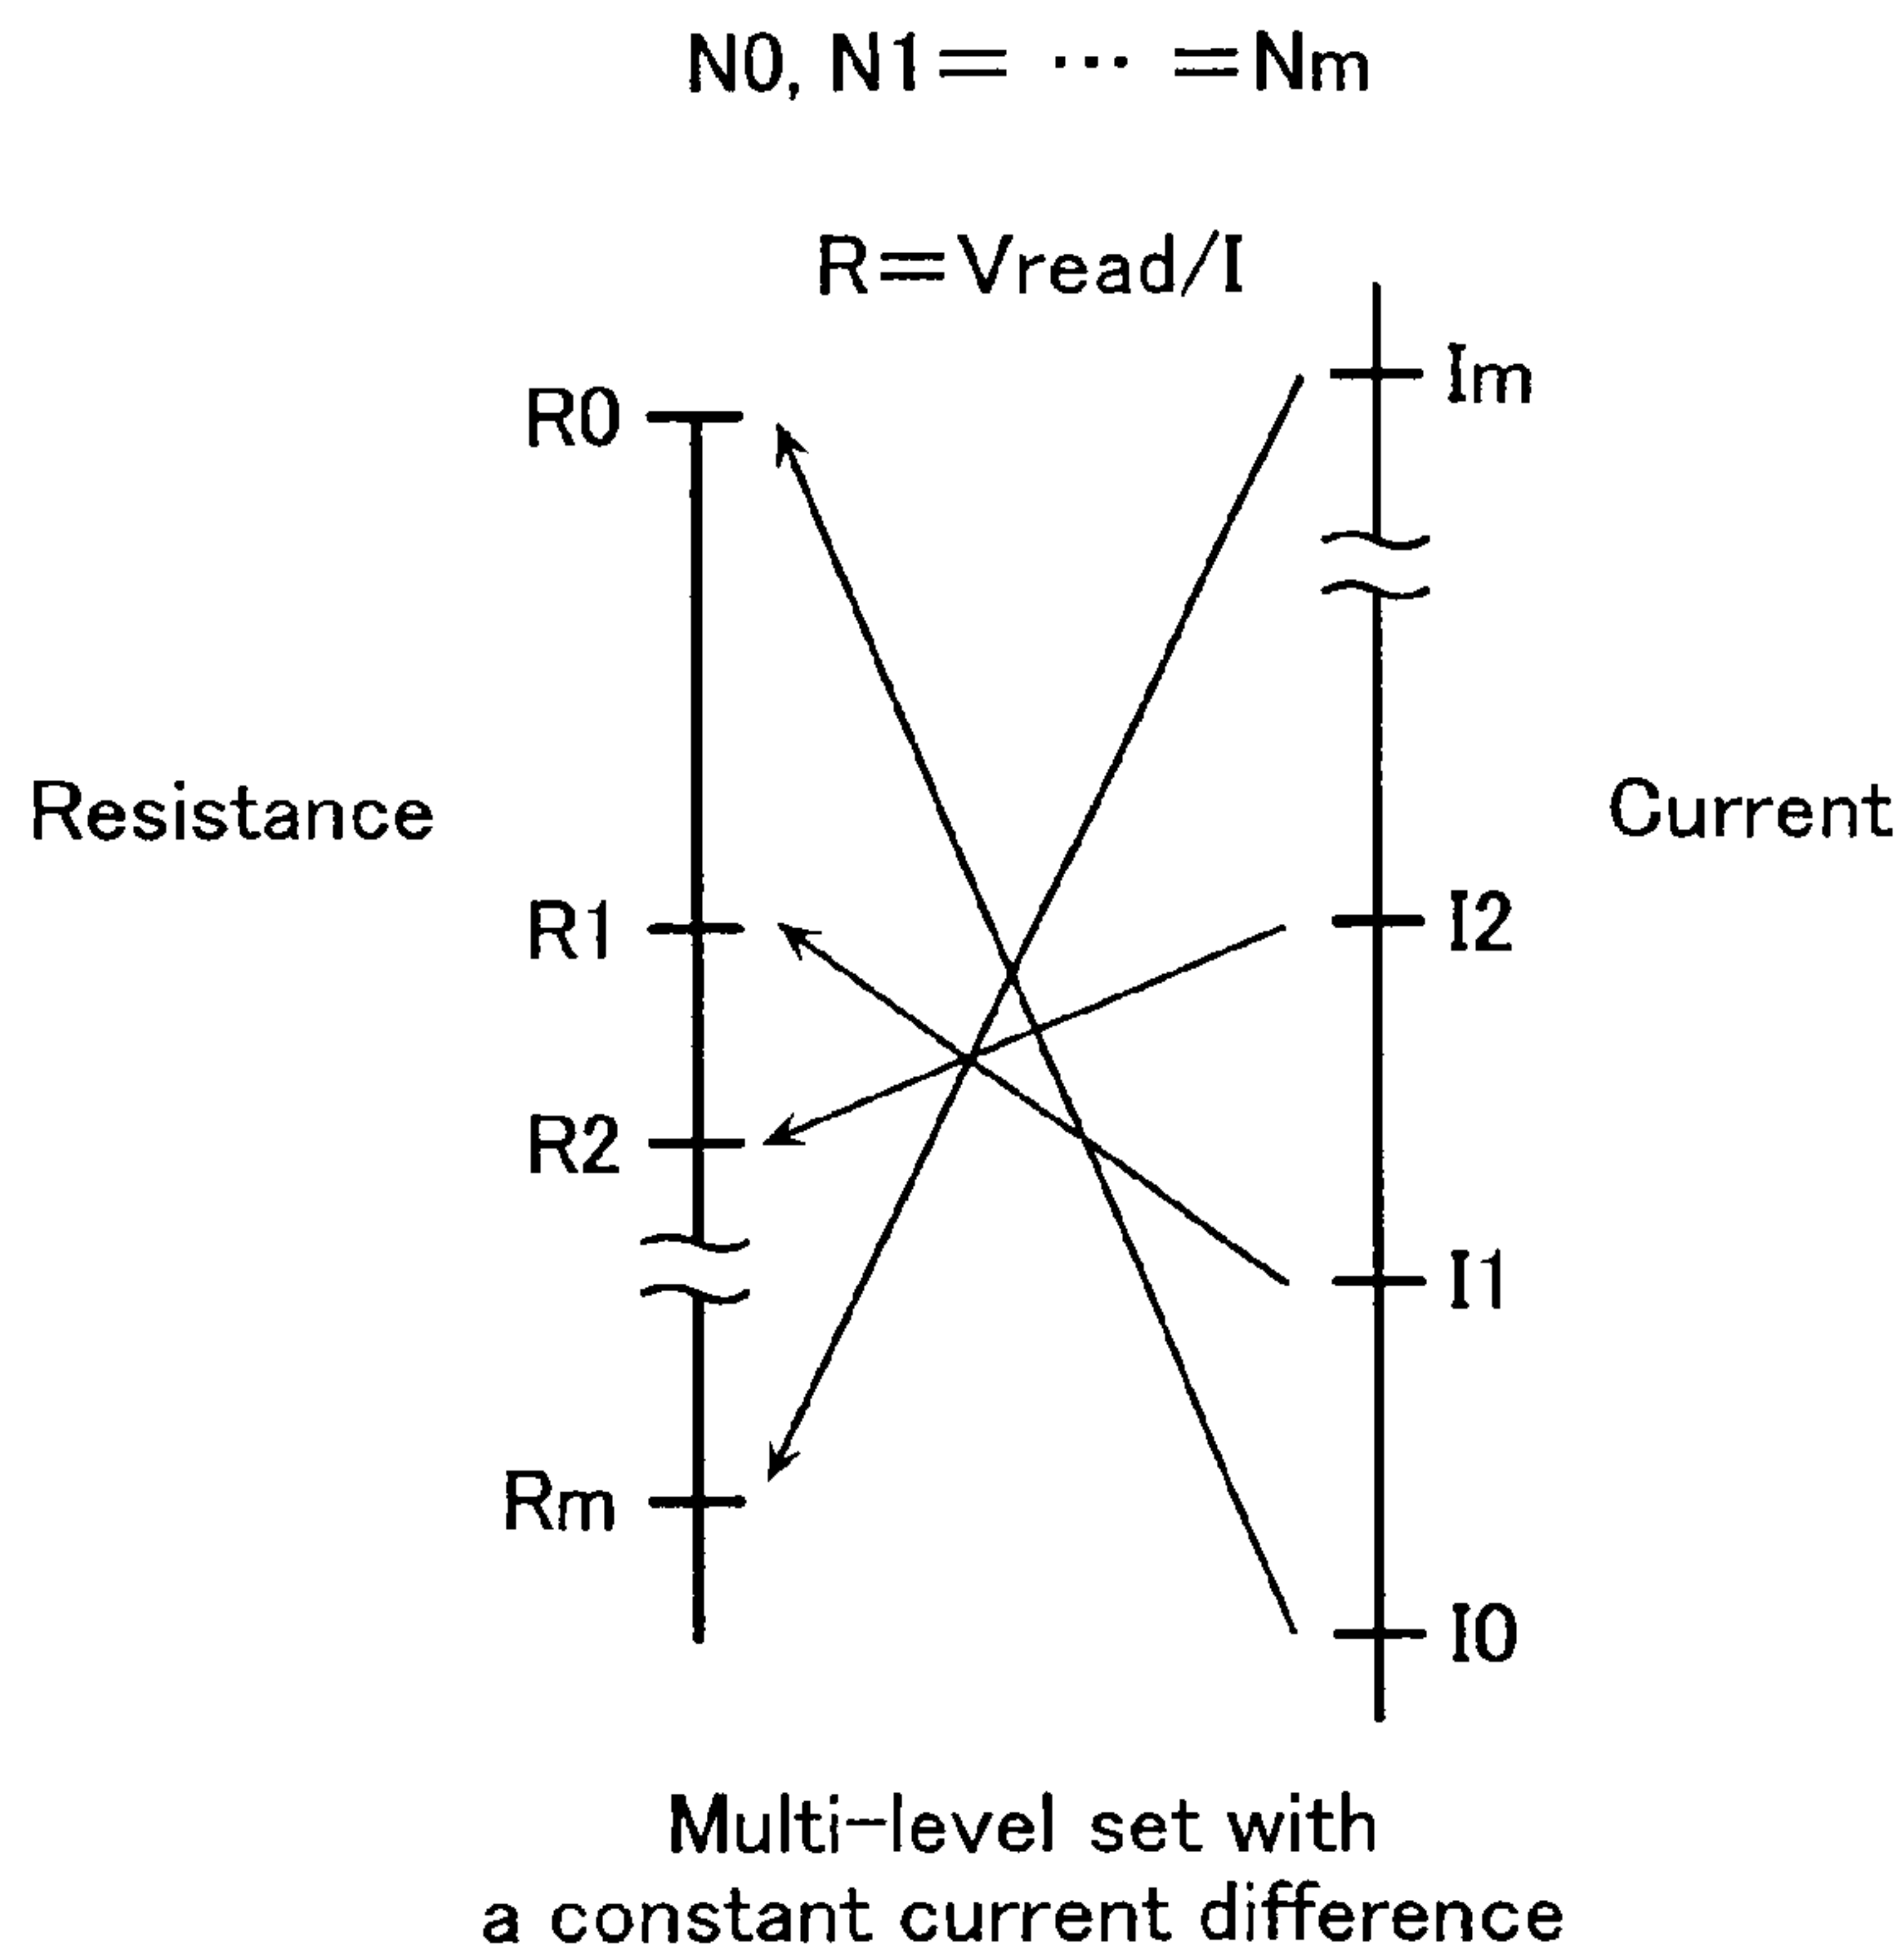 N0, N1= ⋯ =Nm
R=Vread/I
Im
R0
Resistance
Current
R1
I2
R2
I1
Rm
I0
Multi-level set with
a constant current difference